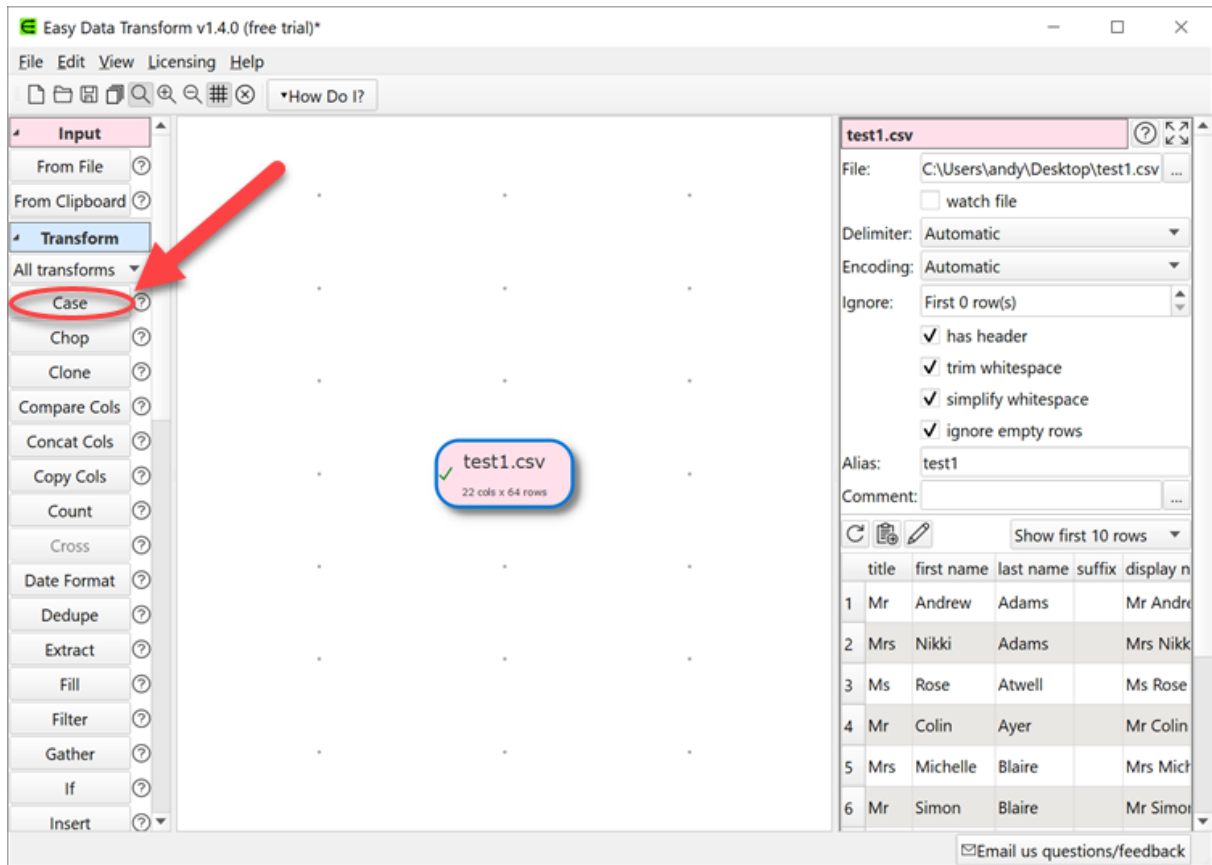 Easy Data Transform v1.4.0 (free trial)*
File Edit View Licensing Help
How Do I?
Input
From File
From Clipboard
Transform
All transforms
Case
Chop
Clone
Compare Cols
Concat Cols
Copy Cols
Count
Cross
Date Format
Dedupe
Extract
Fill
Filter
Gather
If
Insert
test1.csv
22 cols x 64 rows
test1.csv
File: C:\Users\andy\Desktop\test1.csv ...
watch file
Delimiter: Automatic
Encoding: Automatic
Ignore: First 0 row(s)
has header
trim whitespace
simplify whitespace
ignore empty rows
Alias: test1
Comment: ...
Show first 10 rows
title first name last name suffix display n
1 Mr Andrew Adams Mr Andre
2 Mrs Nikki Adams Mrs Nikk
3 Ms Rose Atwell Ms Rose
4 Mr Colin Ayer Mr Colin
5 Mrs Michelle Blaire Mrs Mich
6 Mr Simon Blaire Mr Simon
Email us questions/feedback